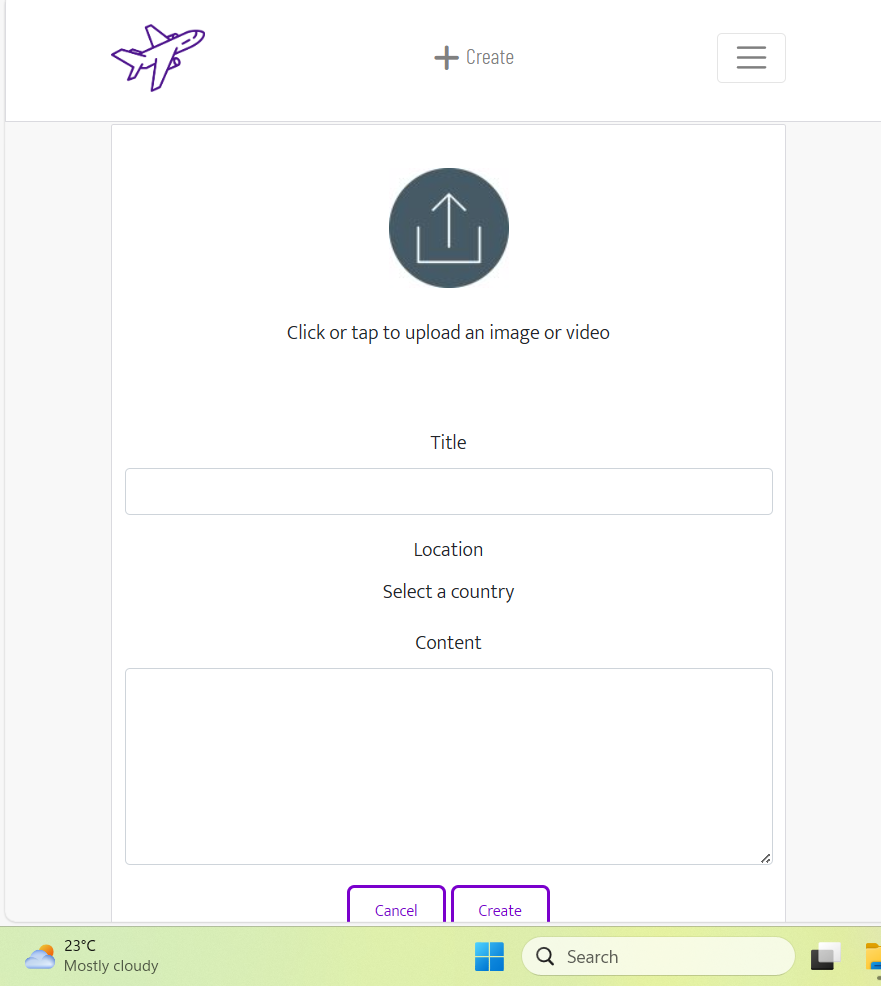 Create
Click or tap to upload an image or video
Title
Location
Select a country
Content
Cancel
Create
23°C
Mostly cloudy
Search